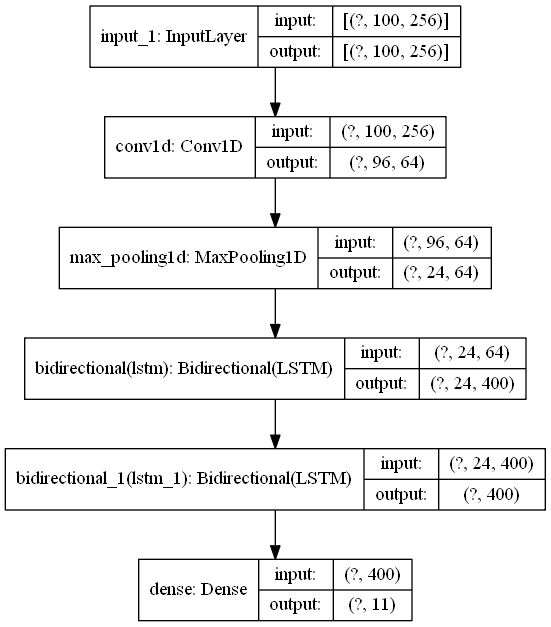 input_1: InputLayer
input: [(?, 100, 256)]
output: [(?, 100, 256)]
conv1d: Conv1D
input: (?, 100, 256)
output: (?, 96, 64)
max_pooling1d: MaxPooling1D
input: (?, 96, 64)
output: (?, 24, 64)
bidirectional(lstm): Bidirectional(LSTM)
input: (?, 24, 64)
output: (?, 24, 400)
bidirectional_1(lstm_1): Bidirectional(LSTM)
input: (?, 24, 400)
output: (?, 400)
dense: Dense
input: (?, 400)
output: (?, 11)